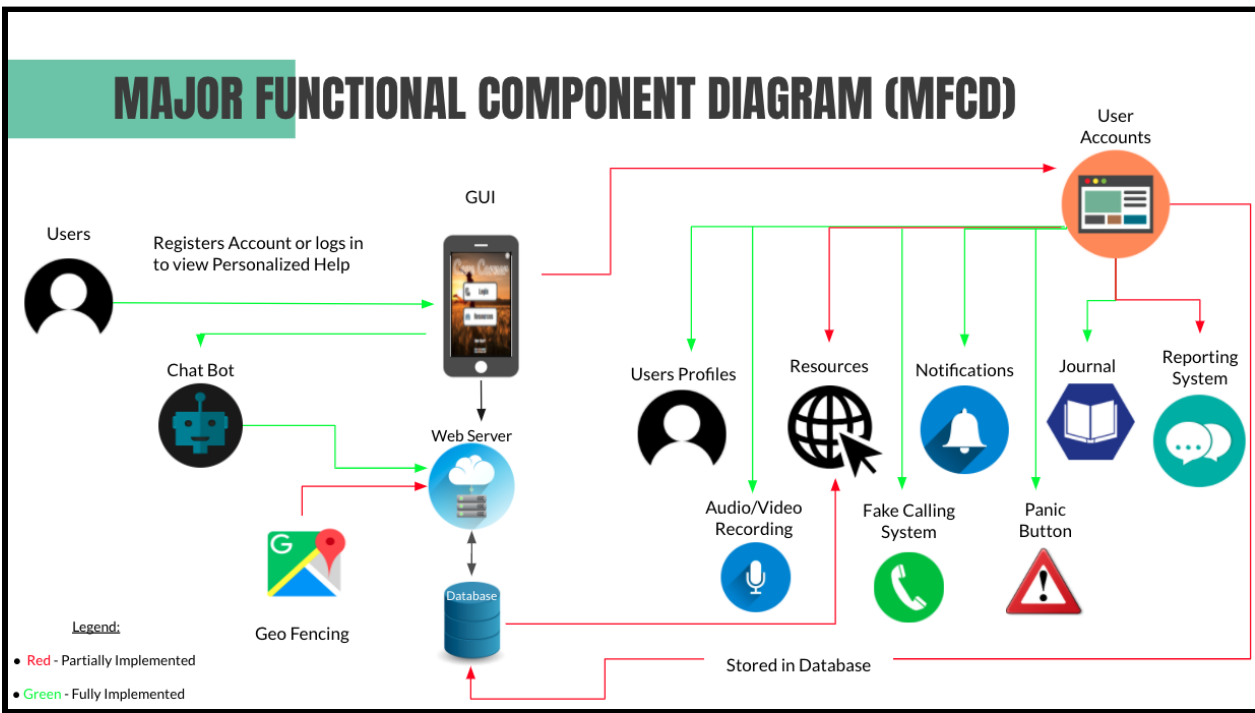 MAJOR FUNCTIONAL COMPONENT DIAGRAM (MFCD)
User
Accounts
GUI
Users
Registers Account or logs in
to view Personalized Help
Login
Resources
Chat Bot
Web Server
Users Profiles
Resources
Notifications
Journal
Reporting
System
Audio/Video
Recording
Fake Calling
System
Panic
Button
G
Database
Geo Fencing
Stored in Database
Legend:
● Red - Partially Implemented
● Green - Fully Implemented